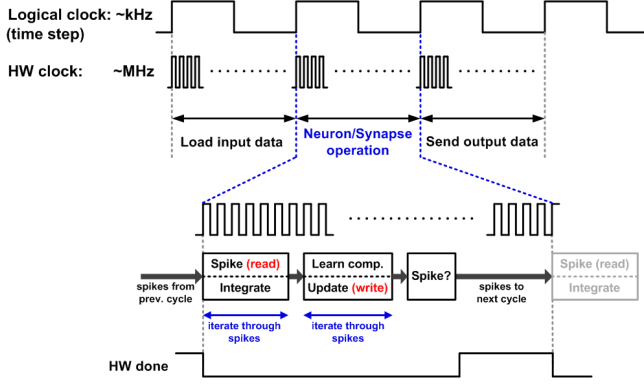 Logical clock: ~kHz
(time step)
HW clock: ~MHz
Load input data
Neuron/Synapse
operation
Send output data
Spike (read)
Integrate
Learn comp.
Update (write)
Spike?
Spike (read)
Integrate
spikes from
prev. cycle
spikes to
next cycle
iterate through
spikes
iterate through
spikes
HW done